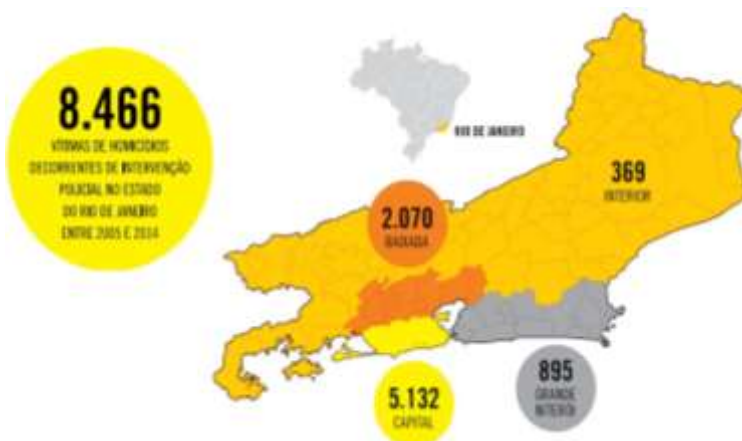 8.466
VÍTIMAS DE HOMICÍDIOS
DECORRENTES DE INTERVENÇÃO
POLICIAL NO ESTADO
DO RIO DE JANEIRO
ENTRE 2005 E 2014
RIO DE JANEIRO
369
INTERIOR
2.070
BAIXADA
895
GRANDE
NITERÓI
5.132
CAPITAL